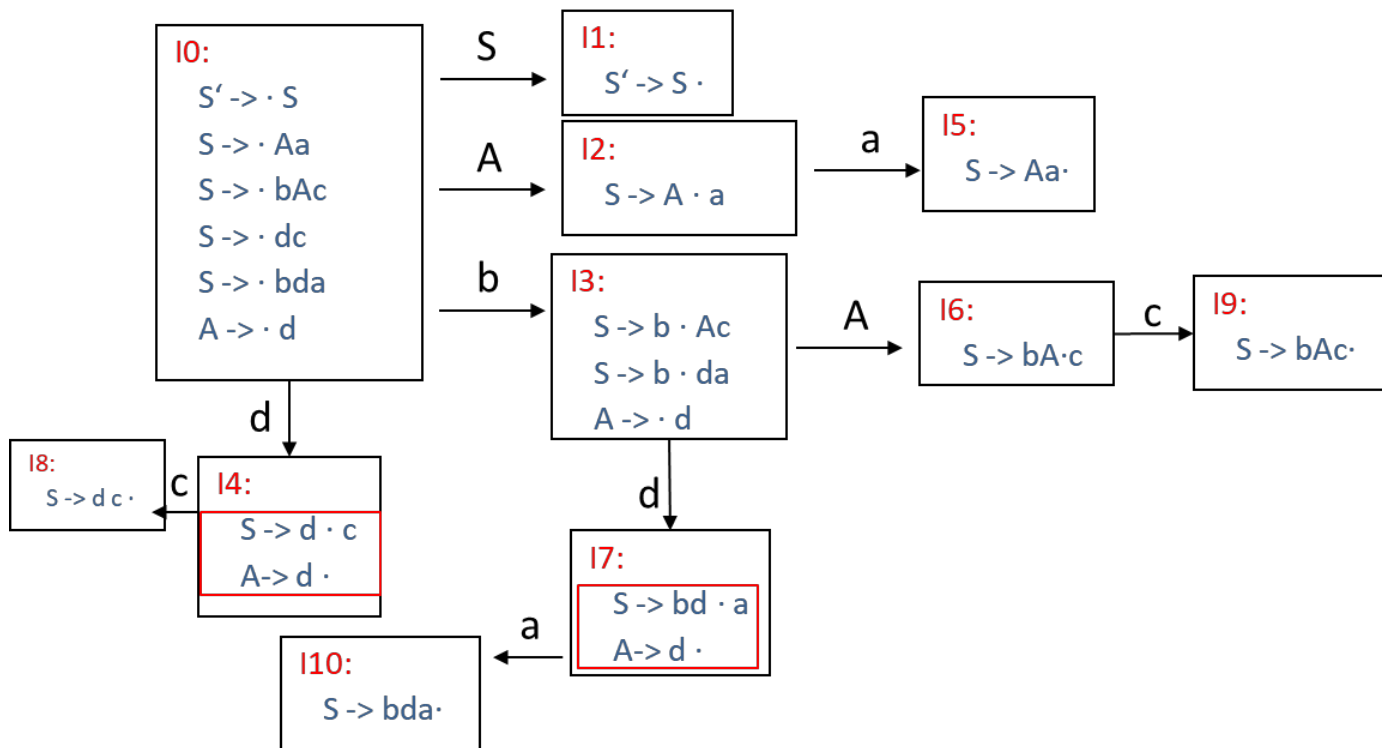 I0:
S‘ -> · S
S -> · Aa
S -> · bAc
S -> · dc
S -> · bda
A -> · d
S
I1:
S‘ -> S ·
A
I2:
S -> A · a
a
I5:
S -> Aa·
b
I3:
S -> b · Ac
S -> b · da
A -> · d
A
I6:
S -> bA·c
c
I9:
S -> bAc·
d
I8:
S -> d c ·
c
I4:
S -> d · c
A-> d ·
d
I7:
S -> bd · a
A-> d ·
a
I10:
S -> bda·